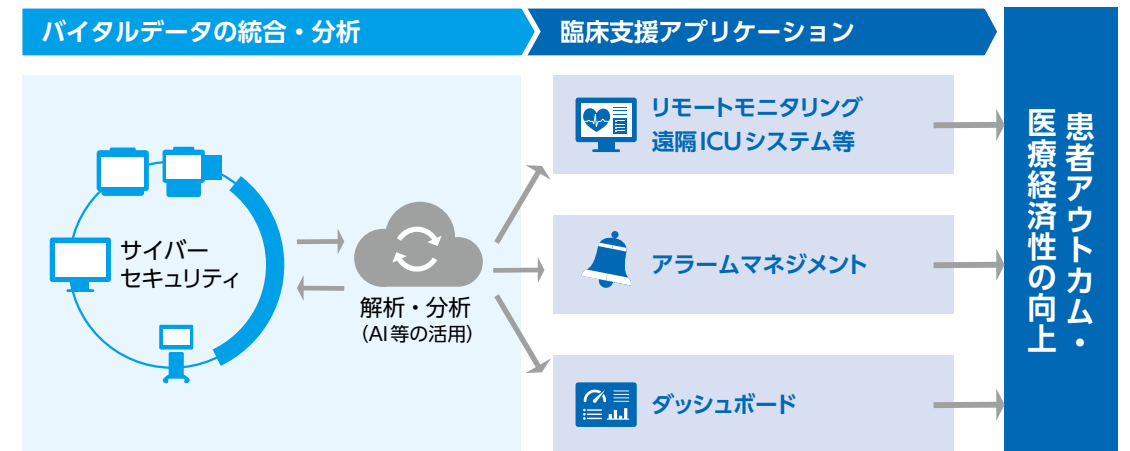 バイタルデータの統合・分析
臨床支援アプリケーション
サイバー
セキュリティ
解析・分析
（AI等の活用）
リモートモニタリング
遠隔ICUシステム等
アラームマネジメント
ダッシュボード
患者アウトカム・
医療経済性の向上